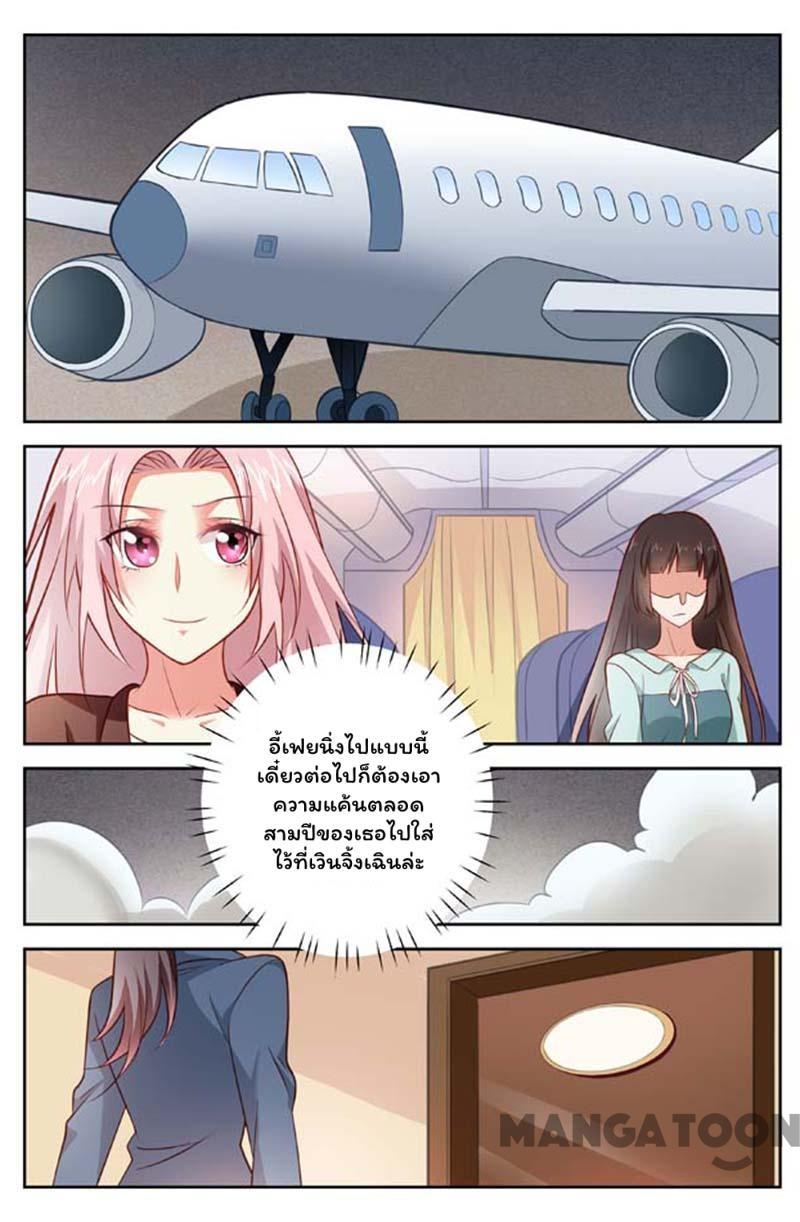 อี้เฟยนิ่งไปแบบนี้
เดี๋ยวต่อไปก็ต้องเอา
ความแค้นตลอด
สามปีของเธอไปใส่
ไว้ที่เวินจิ้งเฉินล่ะ
MANGATOON